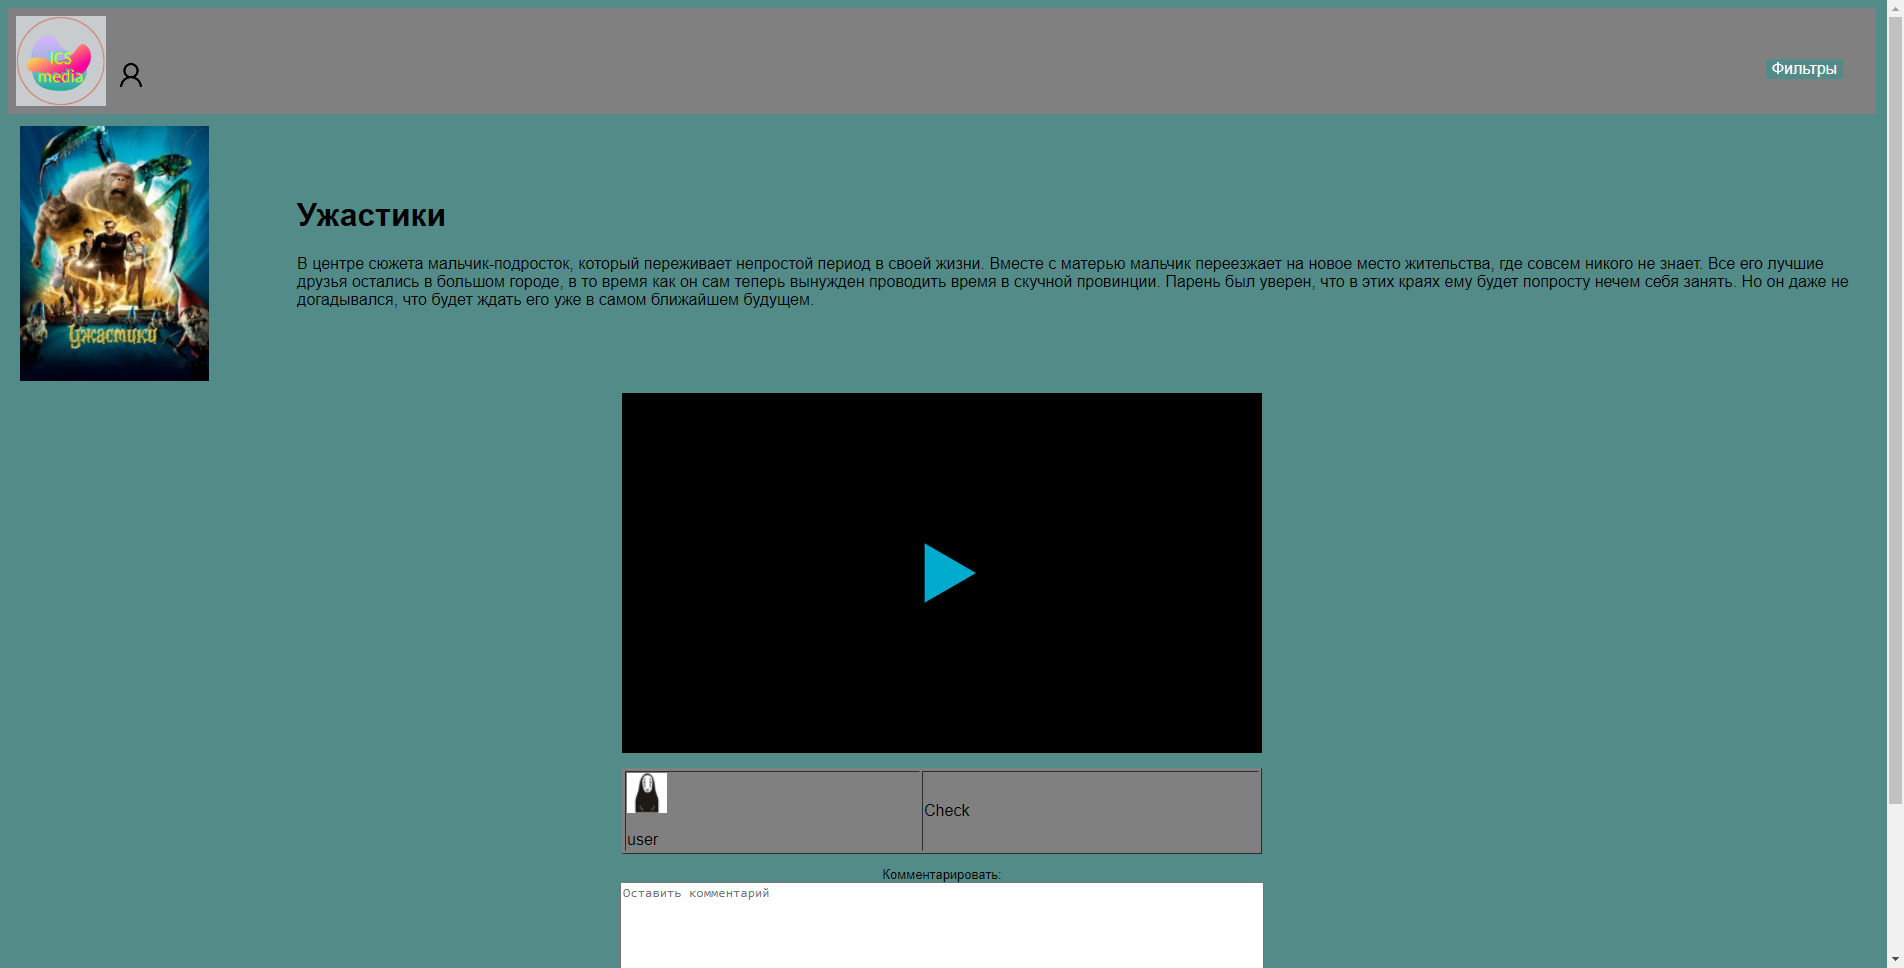 ICS
media
Фильтры
Ужастики
Ужастики
В центре сюжета мальчик-подросток, который переживает непростой период в своей жизни. Вместе с матерью мальчик переезжает на новое место жительства, где совсем никого не знает. Все его лучшие
друзья остались в большом городе, в то время как он сам теперь вынужден проводить время в скучной провинции. Парень был уверен, что в этих краях ему будет попросту нечем себя занять. Но он даже не
догадывался, что будет ждать его уже в самом ближайшем будущем.
user
Check
Комментировать:
Оставить комментарий